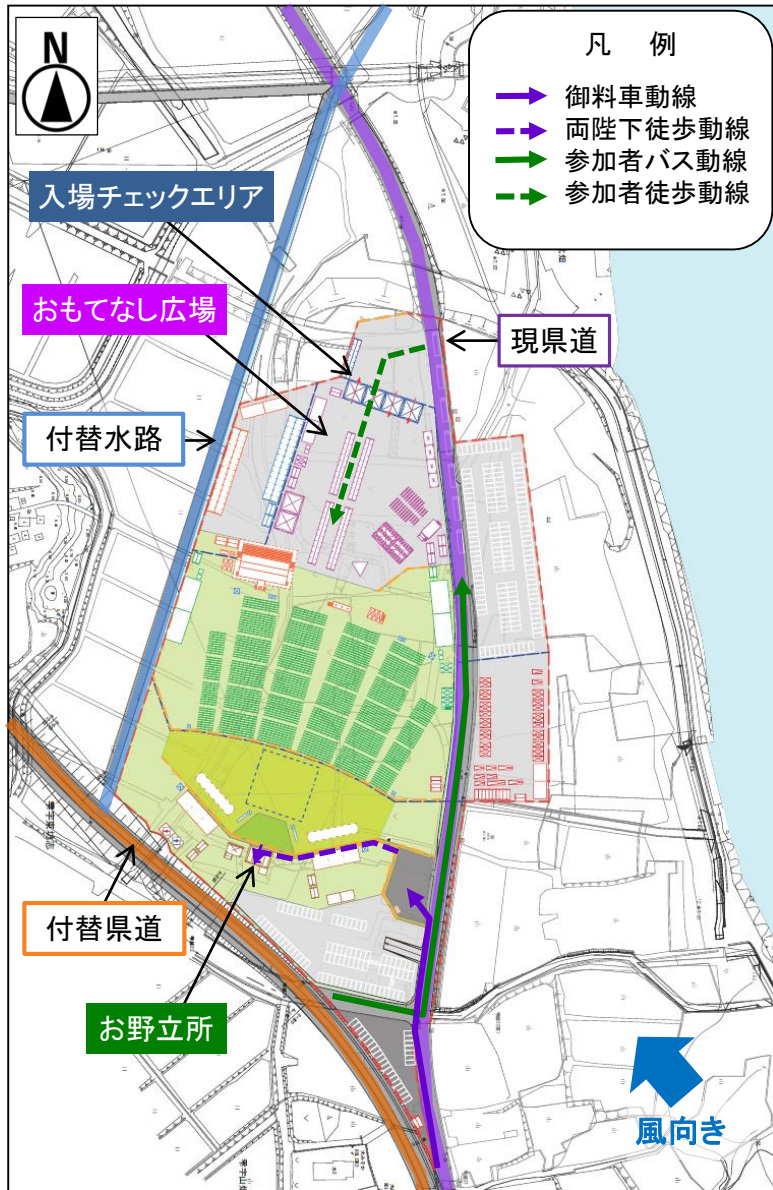 N
凡 例
御料車動線
両陛下徒歩動線
参加者バス動線
参加者徒歩動線
入場チェックエリア
おもてなし広場
現県道
付替水路
付替県道
お野立所
風向き